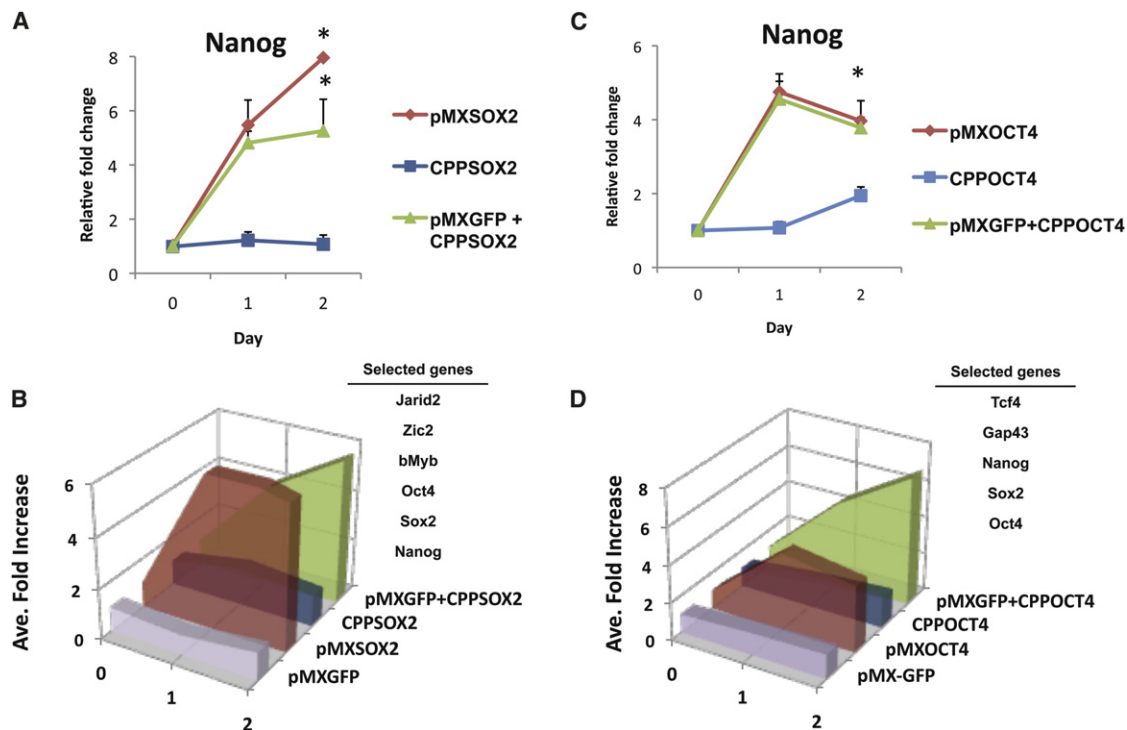 A
Nanog
*
*
Relative fold change
8
6
4
2
0
0
1
2
Day
pMXSOX2
CPPSOX2
pMXGFP +
CPPSOX2
C
Nanog
*
Relative fold change
6
4
2
0
0
1
2
Day
pMXOCT4
CPPOCT4
pMXGFP+CPPOCT4
B
Selected genes
Jarid2
Zic2
bMyb
Oct4
Sox2
Nanog
Ave. Fold Increase
6
4
2
0
0
1
2
pMXGFP+CPPSOX2
CPPSOX2
pMXSOX2
pMXGFP
D
Selected genes
Tcf4
Gap43
Nanog
Sox2
Oct4
Ave. Fold Increase
8
6
4
2
0
0
1
2
pMXGFP+CPPOCT4
CPPOCT4
pMXOCT4
pMX-GFP